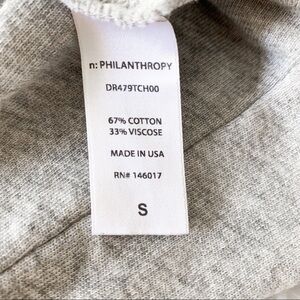 n: PHILANTHROPY
DR479TCH00
67% COTTON
33% VISCOSE
MADE IN USA
RN# 146017
S